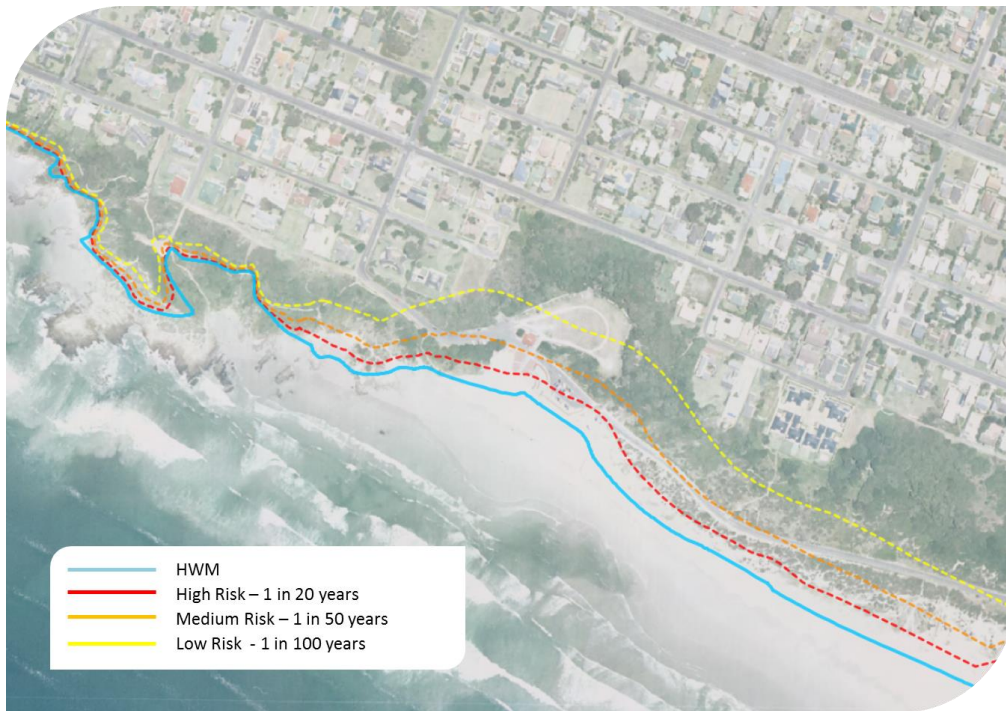 HWM
High Risk – 1 in 20 years
Medium Risk – 1 in 50 years
Low Risk - 1 in 100 years